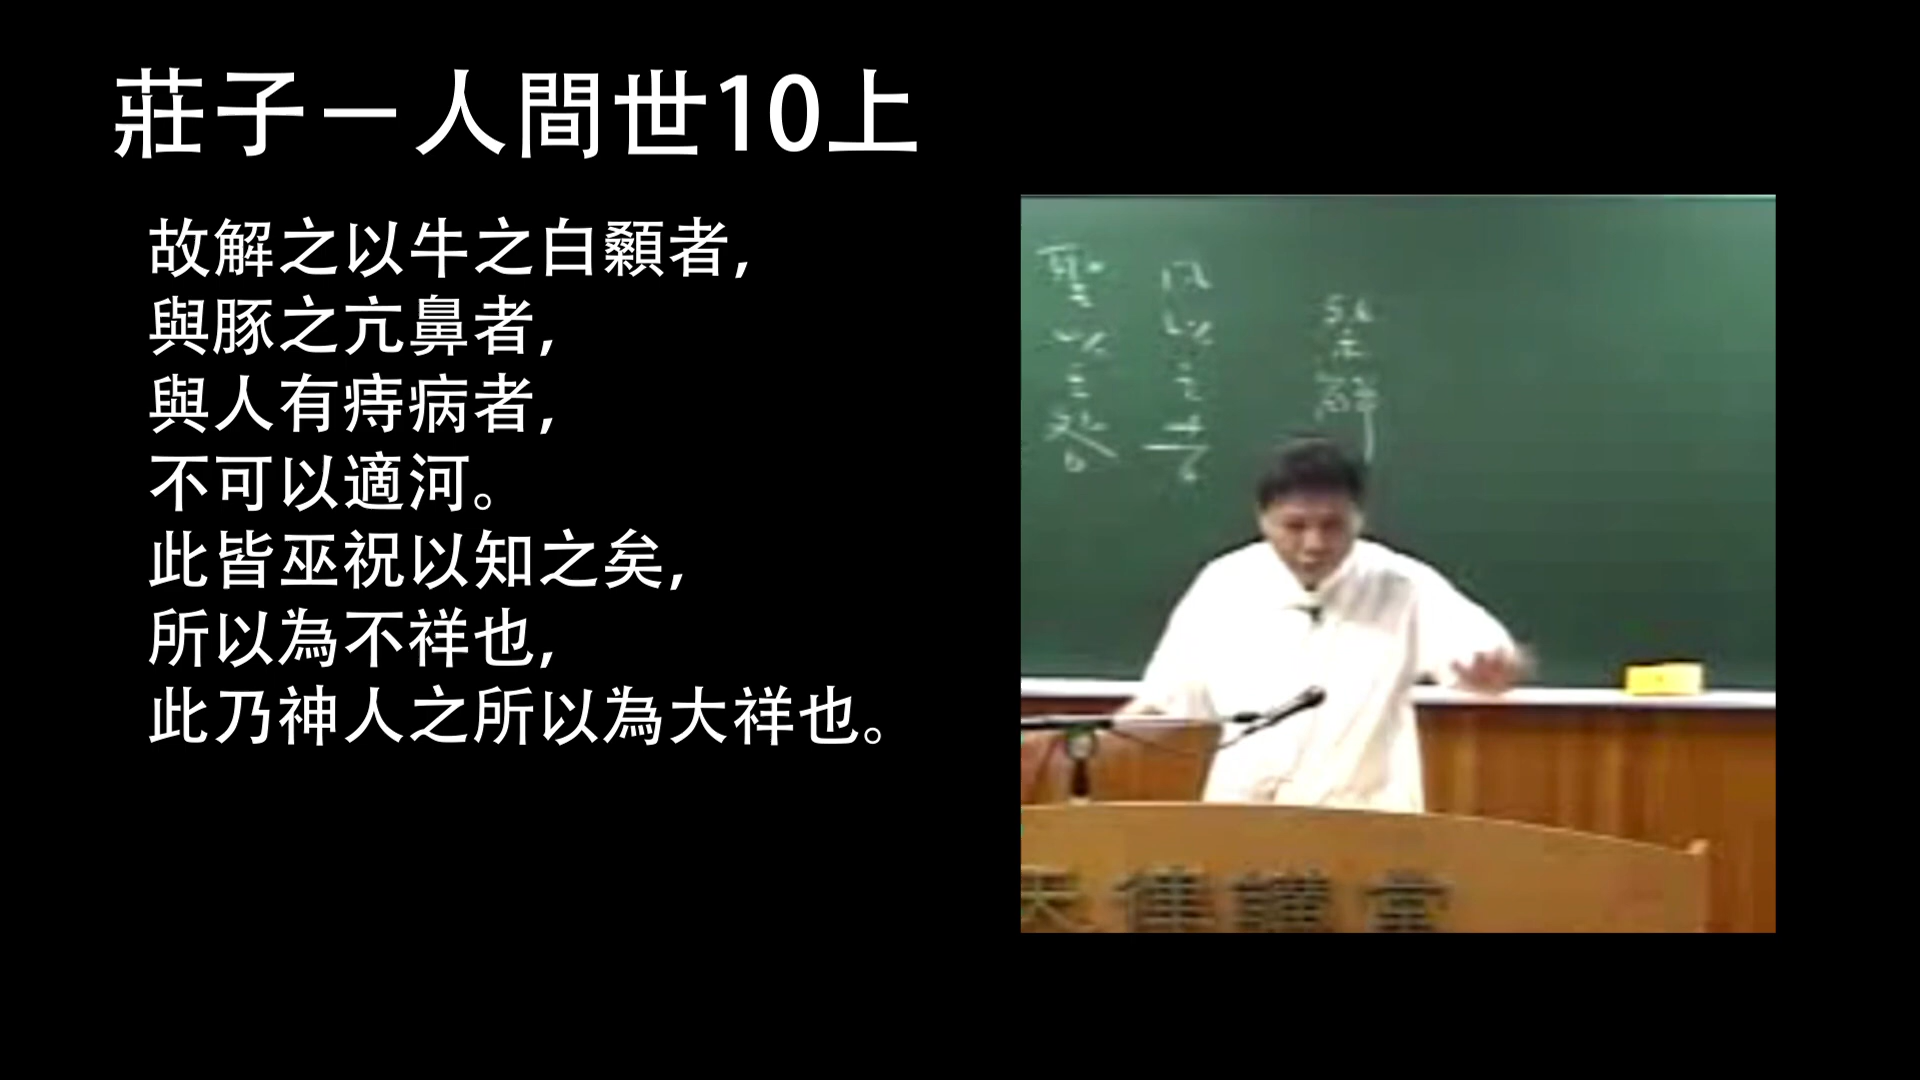 莊子－人間世10上
故解之以牛之白顙者,
與豚之亢鼻者,
與人有痔病者,
不可以適河。
此皆巫祝以知之矣,
所以為不祥也,
此乃神人之所以為大祥也。
講堂